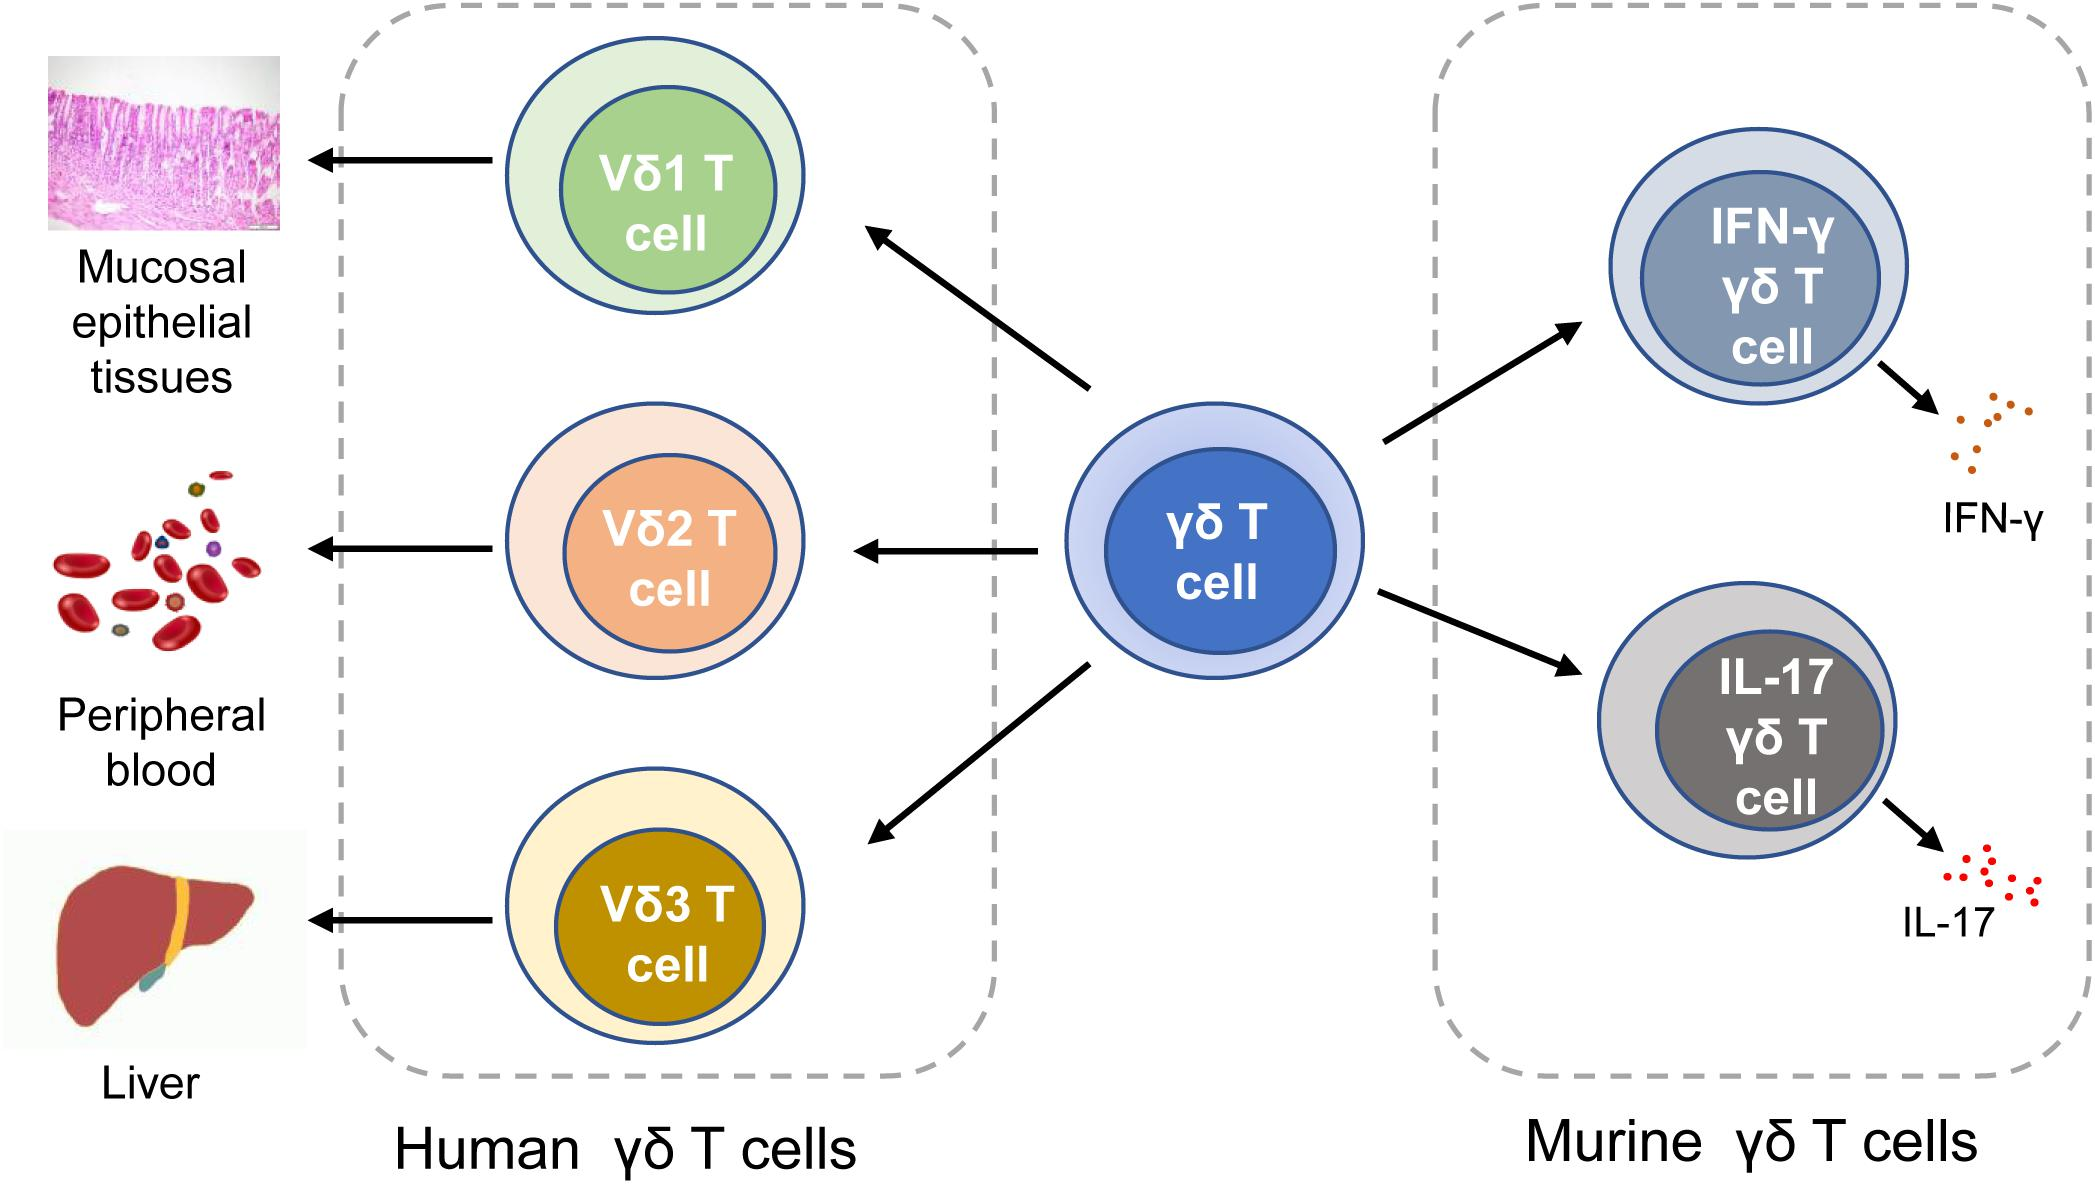 Vδ1 T
cell
Mucosal
epithelial
tissues
Vδ2 T
cell
Peripheral
blood
Vδ3 T
cell
Liver
Human γδ T cells
γδ T
cell
IFN-γ
γδ T
cell
IFN-γ
IL-17
γδ T
cell
IL-17
Murine γδ T cells